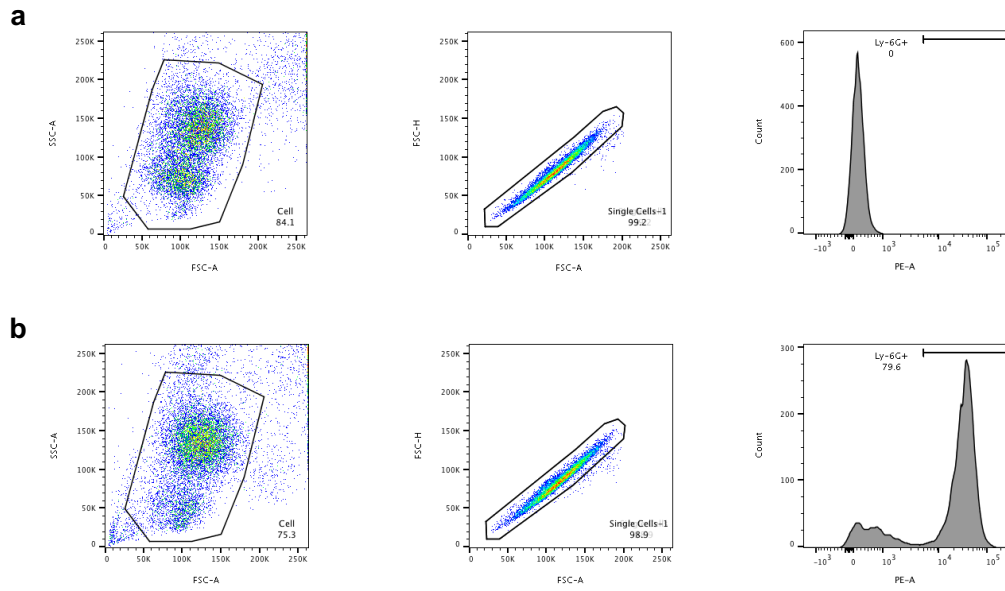 a
250K
200K
150K
100K
50K
0
SSC-A
Cell
84.1
0 50K 100K 150K 200K 250K
FSC-A
250K
200K
150K
100K
50K
0
FSC-H
Single Cells-1
99.2
0 50K 100K 150K 200K 250K
FSC-A
600
400
200
0
Count
Ly-6G+
0
-10³ 0 10³ 10⁴ 10⁵
PE-A
b
250K
200K
150K
100K
50K
0
SSC-A
Cell
75.3
0 50K 100K 150K 200K 250K
FSC-A
250K
200K
150K
100K
50K
0
FSC-H
Single Cells-1
98.9
0 50K 100K 150K 200K 250K
FSC-A
300
200
100
0
Count
Ly-6G+
79.6
-10³ 0 10³ 10⁴ 10⁵
PE-A